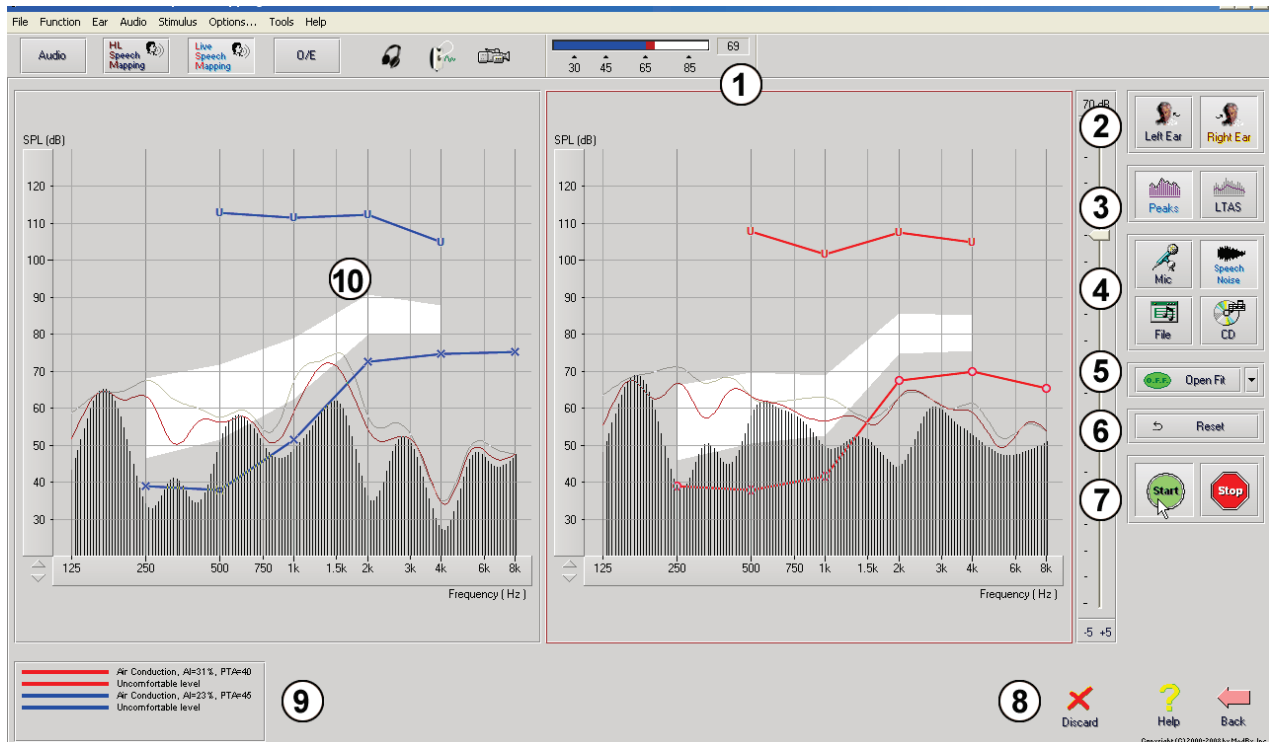 File Function Ear Audio Stimulus Options... Tools Help
Audio
HL
Speech
Mapping
Live
Speech
Mapping
O/E
69
30 45 65 85
1
70 dB
2
Left Ear
Right Ear
SPL (dB)
120
110
100
90
80
70
60
50
40
30
U U U U
10
125 250 500 750 1k 1.5k 2k 3k 4k 6k 8k
Frequency ( Hz )
SPL (dB)
120
110
100
90
80
70
60
50
40
30
U U U U
125 250 500 750 1k 1.5k 2k 3k 4k 6k 8k
Frequency ( Hz )
3
Peaks
LTAS
4
Mic
Speech
Noise
File
CD
5
O.F.F. Open Fit
6
Reset
7
Start
Stop
-5 +5
Air Conduction, AI=31%, PTA=40
Uncomfortable level
Air Conduction, AI=23%, PTA=45
Uncomfortable level
9
8
Discard
Help
Back